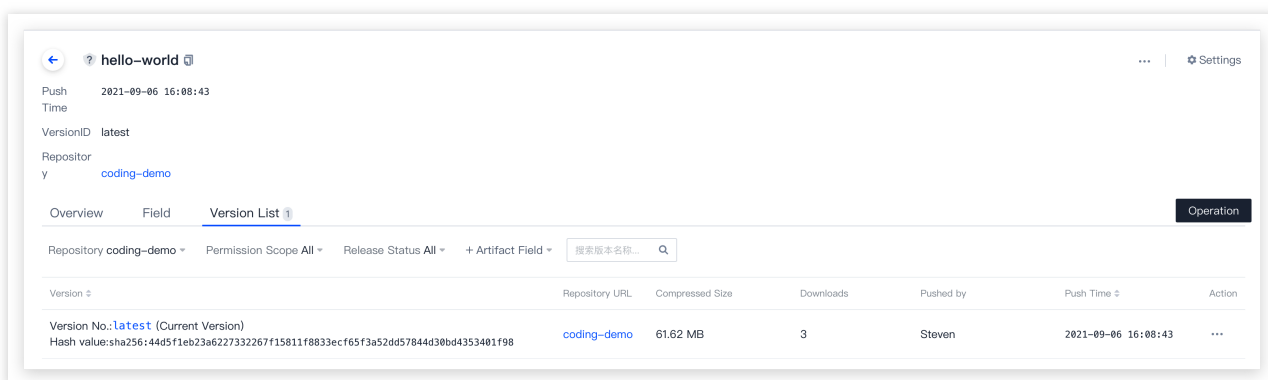 ? hello-world
... Settings
Push Time 2021-09-06 16:08:43
VersionID latest
Repository coding-demo
Overview Field Version List 1 Operation
Repository coding-demo Permission Scope All Release Status All + Artifact Field 搜索版本名称...
Version Repository URL Compressed Size Downloads Pushed by Push Time Action
Version No.:latest (Current Version)
Hash value:sha256:44d5f1eb23a6227332267f15811f8833ecf65f3a52dd57844d30bd4353401f98
coding-demo 61.62 MB 3 Steven 2021-09-06 16:08:43 ...